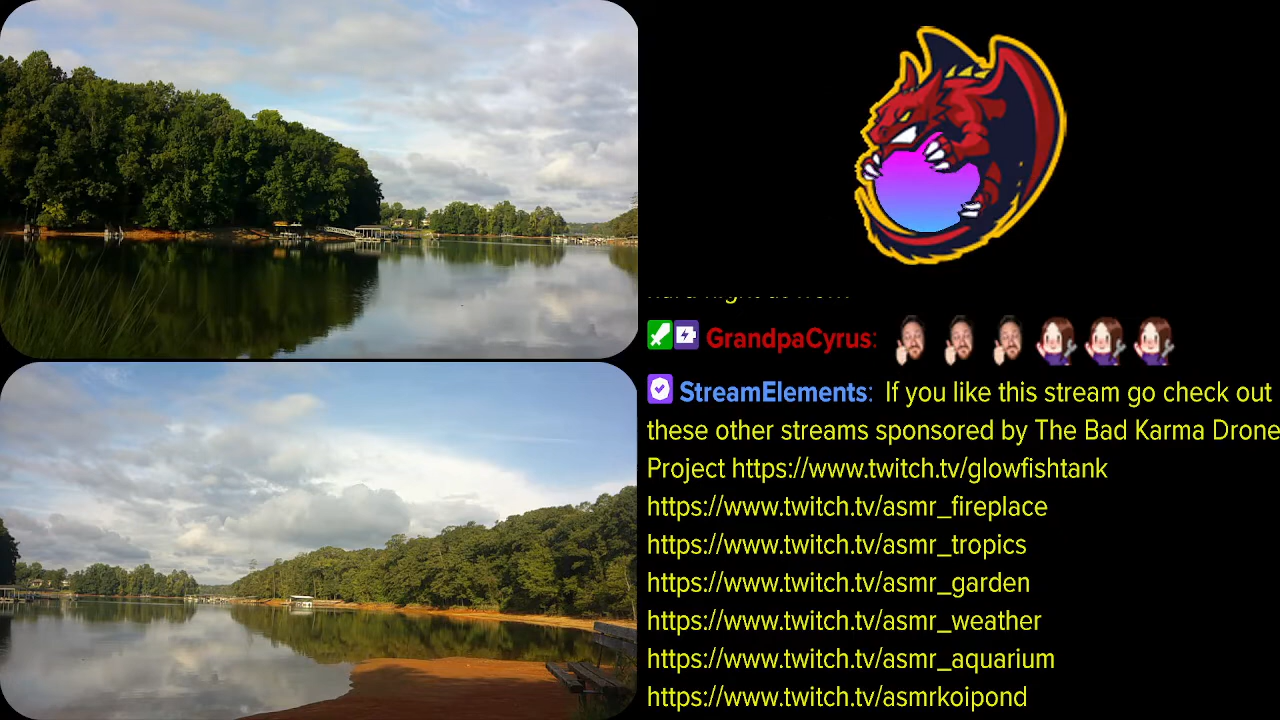 GrandpaCyrus:
StreamElements: If you like this stream go check out
these other streams sponsored by The Bad Karma Drone
Project https://www.twitch.tv/glowfishtank
https://www.twitch.tv/asmr_fireplace
https://www.twitch.tv/asmr_tropics
https://www.twitch.tv/asmr_garden
https://www.twitch.tv/asmr_weather
https://www.twitch.tv/asmr_aquarium
https://www.twitch.tv/asmrkoipond